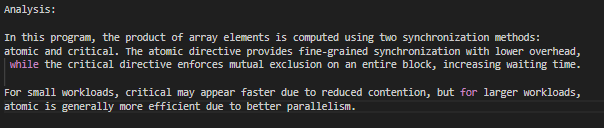 Analysis:
In this program, the product of array elements is computed using two synchronization methods:
atomic and critical. The atomic directive provides fine-grained synchronization with lower overhead,
while the critical directive enforces mutual exclusion on an entire block, increasing waiting time.
For small workloads, critical may appear faster due to reduced contention, but for larger workloads,
atomic is generally more efficient due to better parallelism.